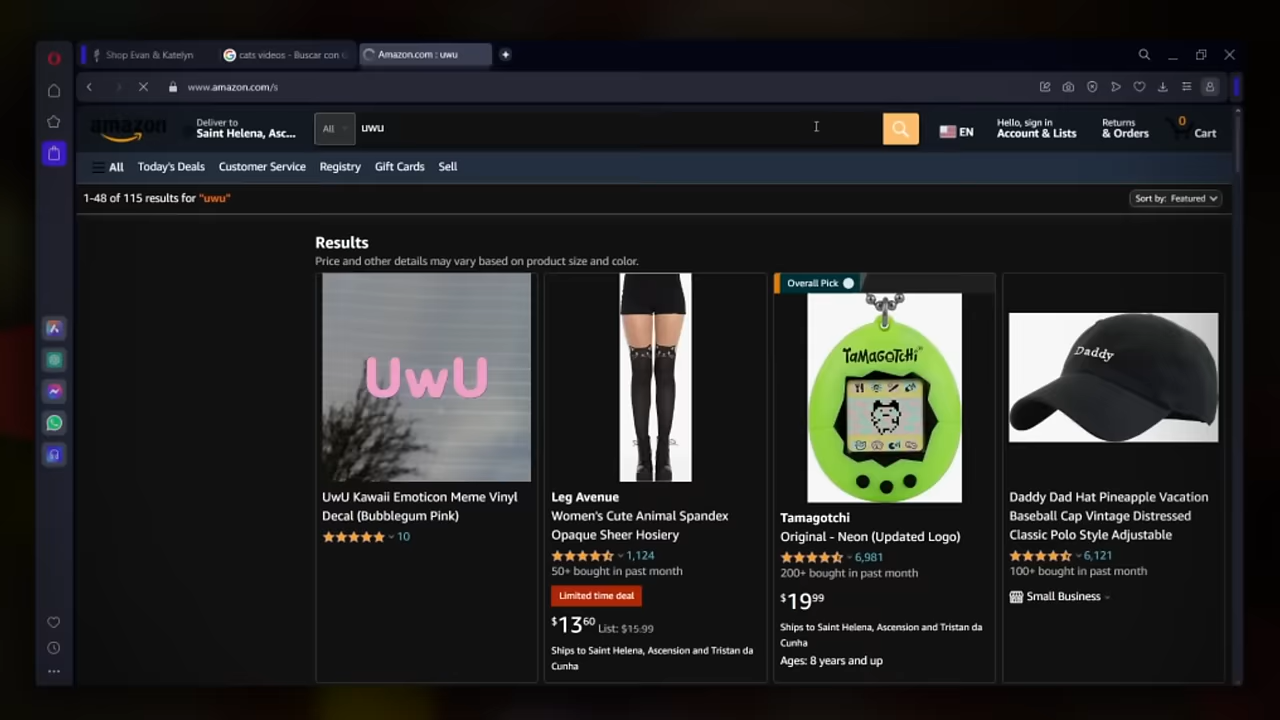 Shop Evan & Katelyn
cats videos - Buscar con G
Amazon.com : uwu
www.amazon.com/s
amazon
Deliver to
Saint Helena, Asc...
All
uwu
EN
Hello, sign in
Account & Lists
Returns
& Orders
0
Cart
All
Today's Deals
Customer Service
Registry
Gift Cards
Sell
1-48 of 115 results for "uwu"
Sort by: Featured
Results
Price and other details may vary based on product size and color.
UwU
UwU Kawaii Emoticon Meme Vinyl
Decal (Bubblegum Pink)
10
Leg Avenue
Women's Cute Animal Spandex
Opaque Sheer Hosiery
1,124
50+ bought in past month
Limited time deal
$13.60 List: $15.99
Ships to Saint Helena, Ascension and Tristan da
Cunha
Overall Pick
TAMAGOTCHI
Tamagotchi
Original - Neon (Updated Logo)
6,981
200+ bought in past month
$19.99
Ships to Saint Helena, Ascension and Tristan da
Cunha
Ages: 8 years and up
Daddy
Daddy Dad Hat Pineapple Vacation
Baseball Cap Vintage Distressed
Classic Polo Style Adjustable
6,121
100+ bought in past month
Small Business